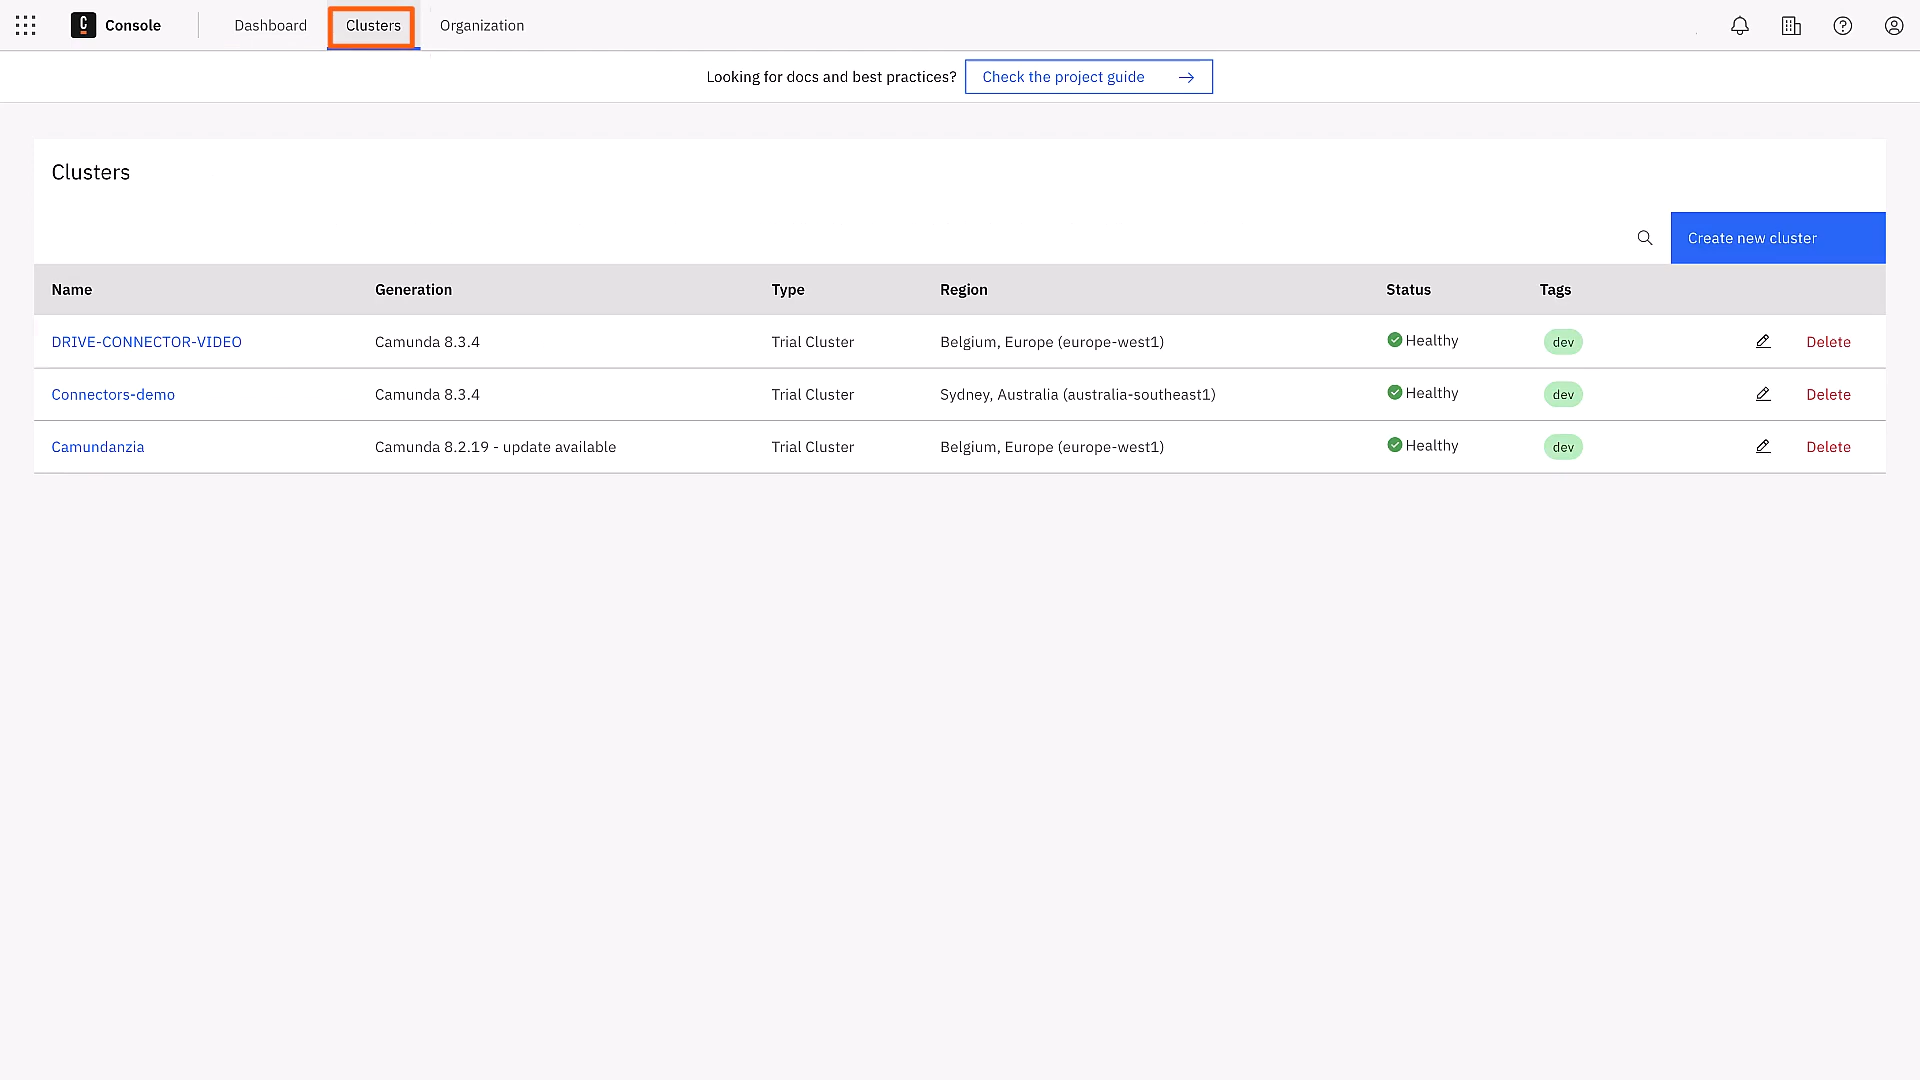 Console Dashboard Clusters Organization
Looking for docs and best practices? Check the project guide
Clusters
Create new cluster
Name Generation Type Region Status Tags
DRIVE-CONNECTOR-VIDEO Camunda 8.3.4 Trial Cluster Belgium, Europe (europe-west1) Healthy dev Delete
Connectors-demo Camunda 8.3.4 Trial Cluster Sydney, Australia (australia-southeast1) Healthy dev Delete
Camundanzia Camunda 8.2.19 - update available Trial Cluster Belgium, Europe (europe-west1) Healthy dev Delete